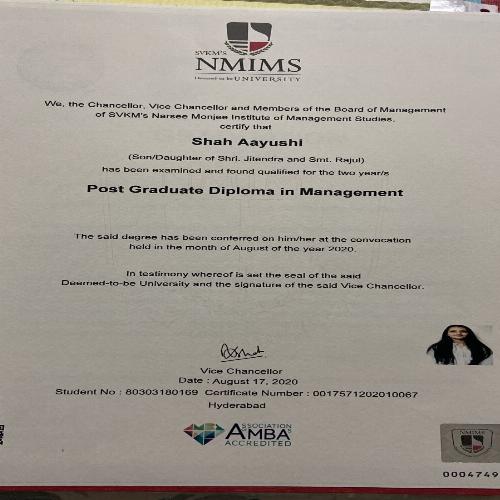 SVKM'S
NMIMS
Deemed to be UNIVERSITY
We, the Chancellor, Vice Chancellor and Members of the Board of Management
of SVKM's Narsee Monjee Institute of Management Studies,
certify that
Shah Aayushi
(Son/Daughter of Shri. Jitendra and Smt. Rajul)
has been examined and found qualified for the two year/s
Post Graduate Diploma in Management
The said degree has been conferred on him/her at the convocation
held in the month of August of the year 2020.
In testimony whereof is set the seal of the said
Deemed-to-be University and the signature of the said Vice Chancellor.
Vice Chancellor
Date : August 17, 2020
Student No : 80303180169 Certificate Number : 0017571202010067
Hyderabad
ASSOCIATION
AMBA'S
ACCREDITED
NMIMS
0004749